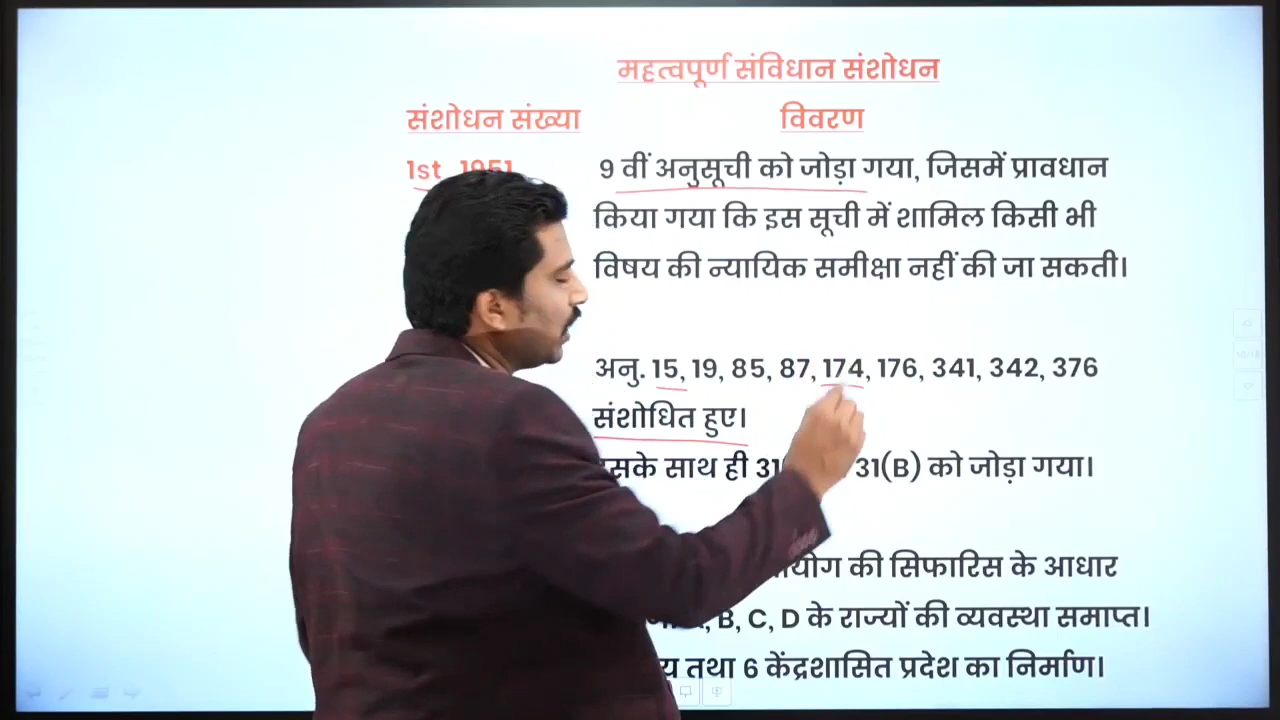 महत्वपूर्ण संविधान संशोधन
संशोधन संख्या विवरण
1st, 1951 9 वीं अनुसूची को जोड़ा गया, जिसमें प्रावधान
किया गया कि इस सूची में शामिल किसी भी
विषय की न्यायिक समीक्षा नहीं की जा सकती।
अनु. 15, 19, 85, 87, 174, 176, 341, 342, 376
संशोधित हुए।
साथ ही 31 31(B) को जोड़ा गया।
की सिफारिस के आधार
B, C, D के राज्यों की व्यवस्था समाप्त।
तथा 6 केंद्रशासित प्रदेश का निर्माण।